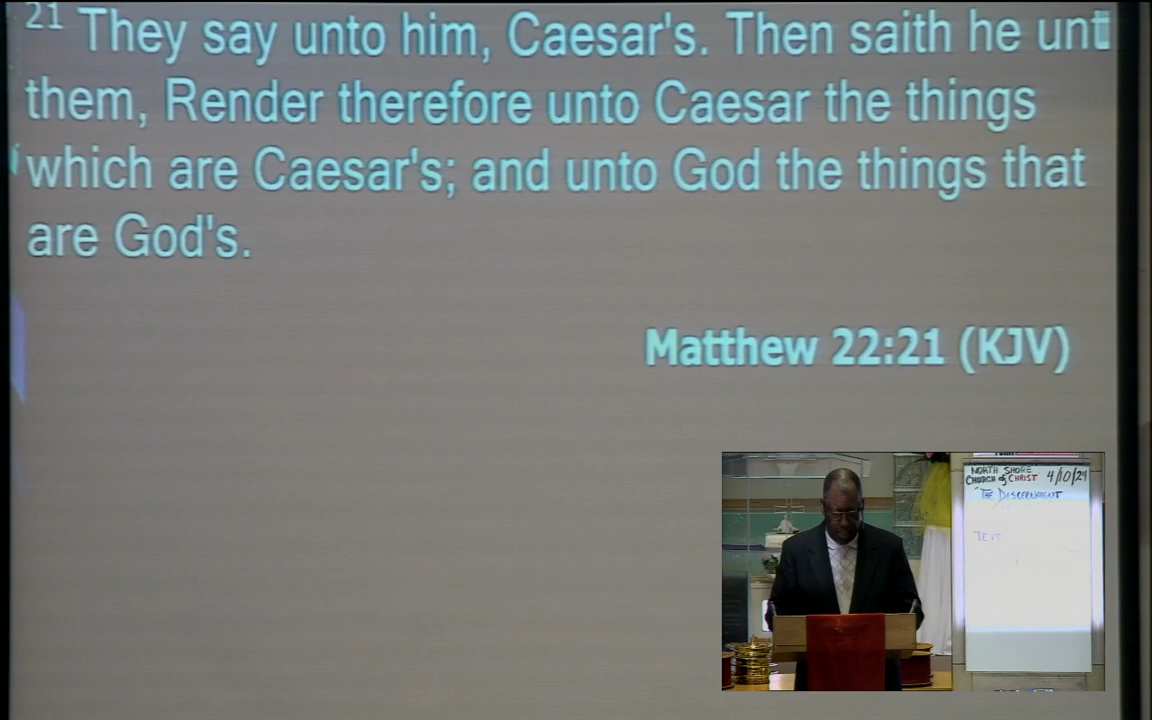 21 They say unto him, Caesar's. Then saith he unt
them, Render therefore unto Caesar the things
which are Caesar's; and unto God the things that
are God's.
Matthew 22:21 (KJV)
NORTH SHORE
CHURCH of CHRIST 4/10/24
"THE DISCERNMENT
TEXT